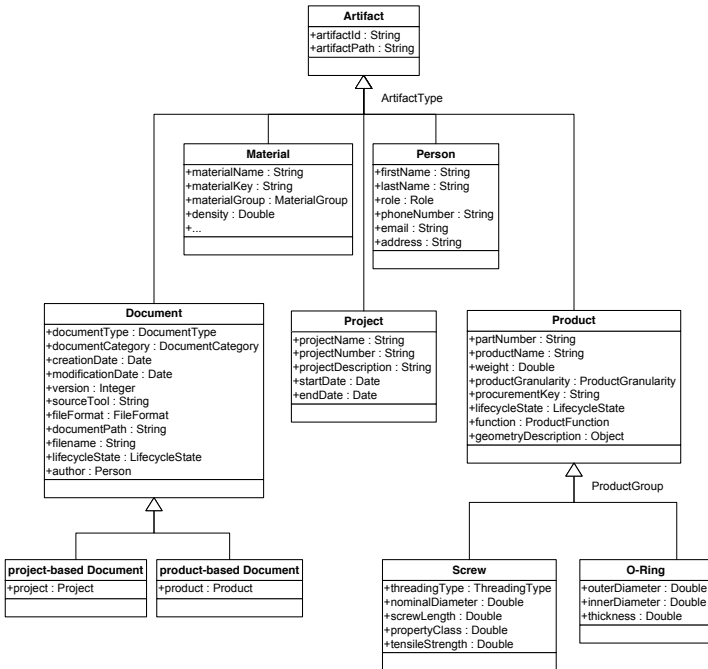 Artifact
+artifactId : String
+artifactPath : String
ArtifactType
Material
+materialName : String
+materialKey : String
+materialGroup : MaterialGroup
+density : Double
+...
Person
+firstName : String
+lastName : String
+role : Role
+phoneNumber : String
+email : String
+address : String
Document
+documentType : DocumentType
+documentCategory : DocumentCategory
+creationDate : Date
+modificationDate : Date
+version : Integer
+sourceTool : String
+fileFormat : FileFormat
+documentPath : String
+filename : String
+lifecycleState : LifecycleState
+author : Person
Project
+projectName : String
+projectNumber : String
+projectDescription : String
+startDate : Date
+endDate : Date
Product
+partNumber : String
+productName : String
+weight : Double
+productGranularity : ProductGranularity
+procurementKey : String
+lifecycleState : LifecycleState
+function : ProductFunction
+geometryDescription : Object
ProductGroup
project-based Document
+project : Project
product-based Document
+product : Product
Screw
+threadingType : ThreadingType
+nominalDiameter : Double
+screwLength : Double
+propertyClass : Double
+tensileStrength : Double
O-Ring
+outerDiameter : Double
+innerDiameter : Double
+thickness : Double